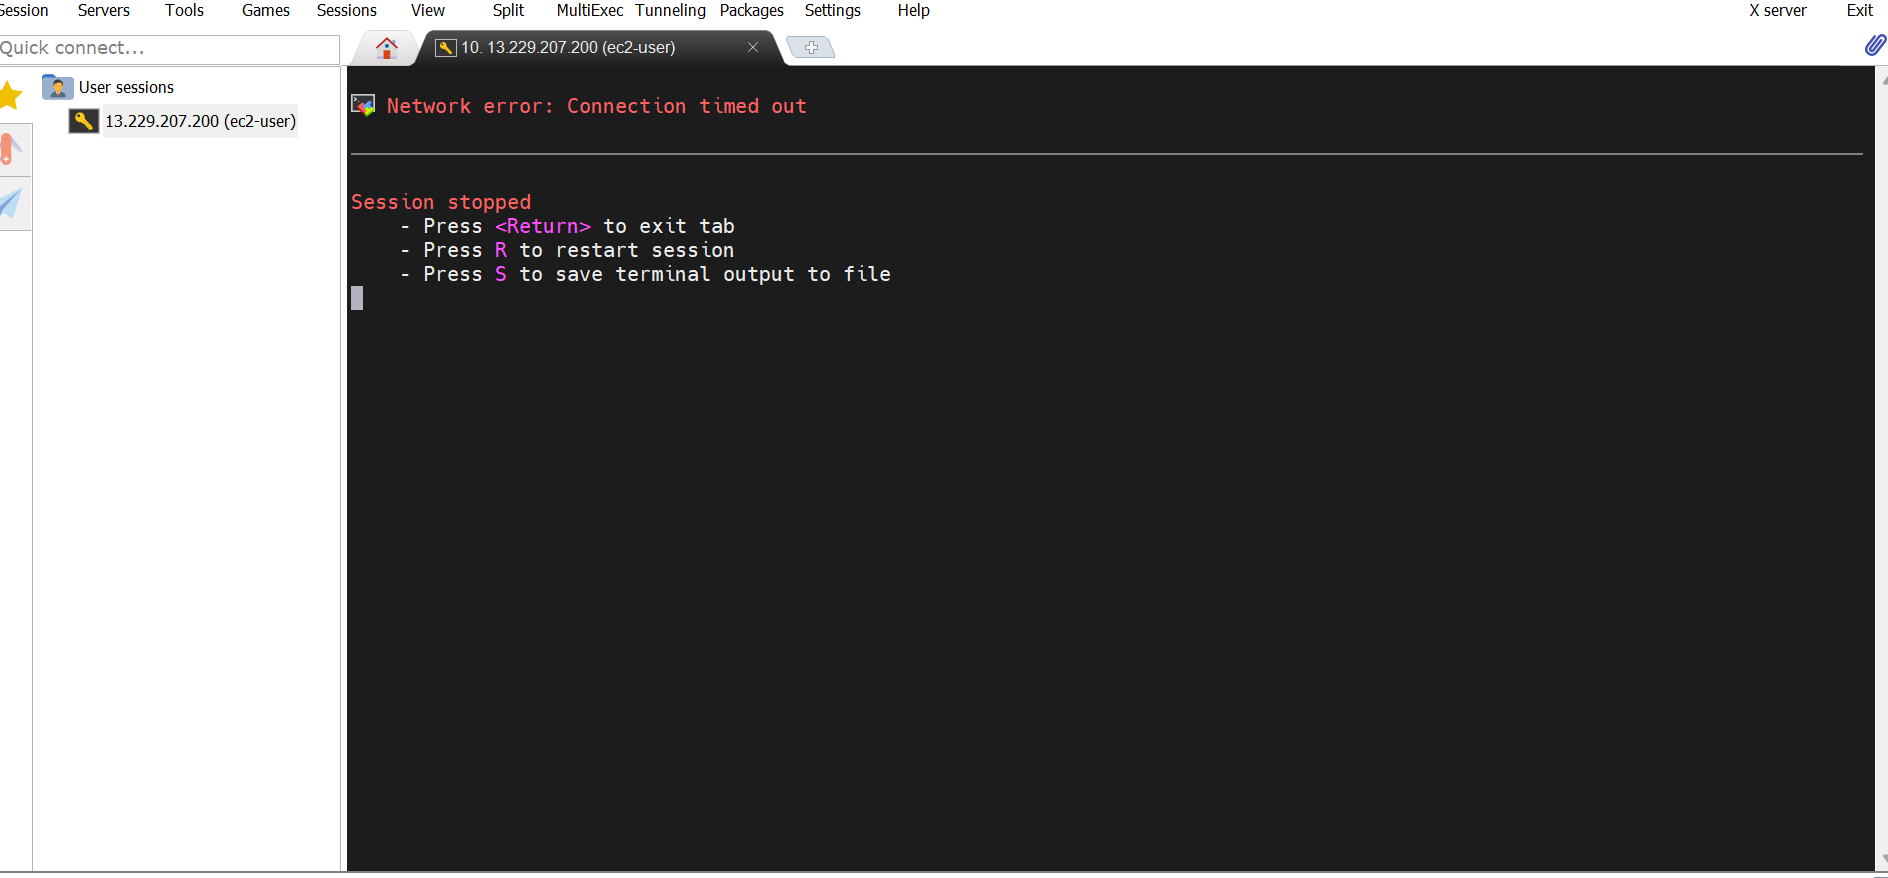 Session Servers Tools Games Sessions View Split MultiExec Tunneling Packages Settings Help X server Exit
Quick connect...
10. 13.229.207.200 (ec2-user)
User sessions
13.229.207.200 (ec2-user)
Network error: Connection timed out
Session stopped
- Press <Return> to exit tab
- Press R to restart session
- Press S to save terminal output to file